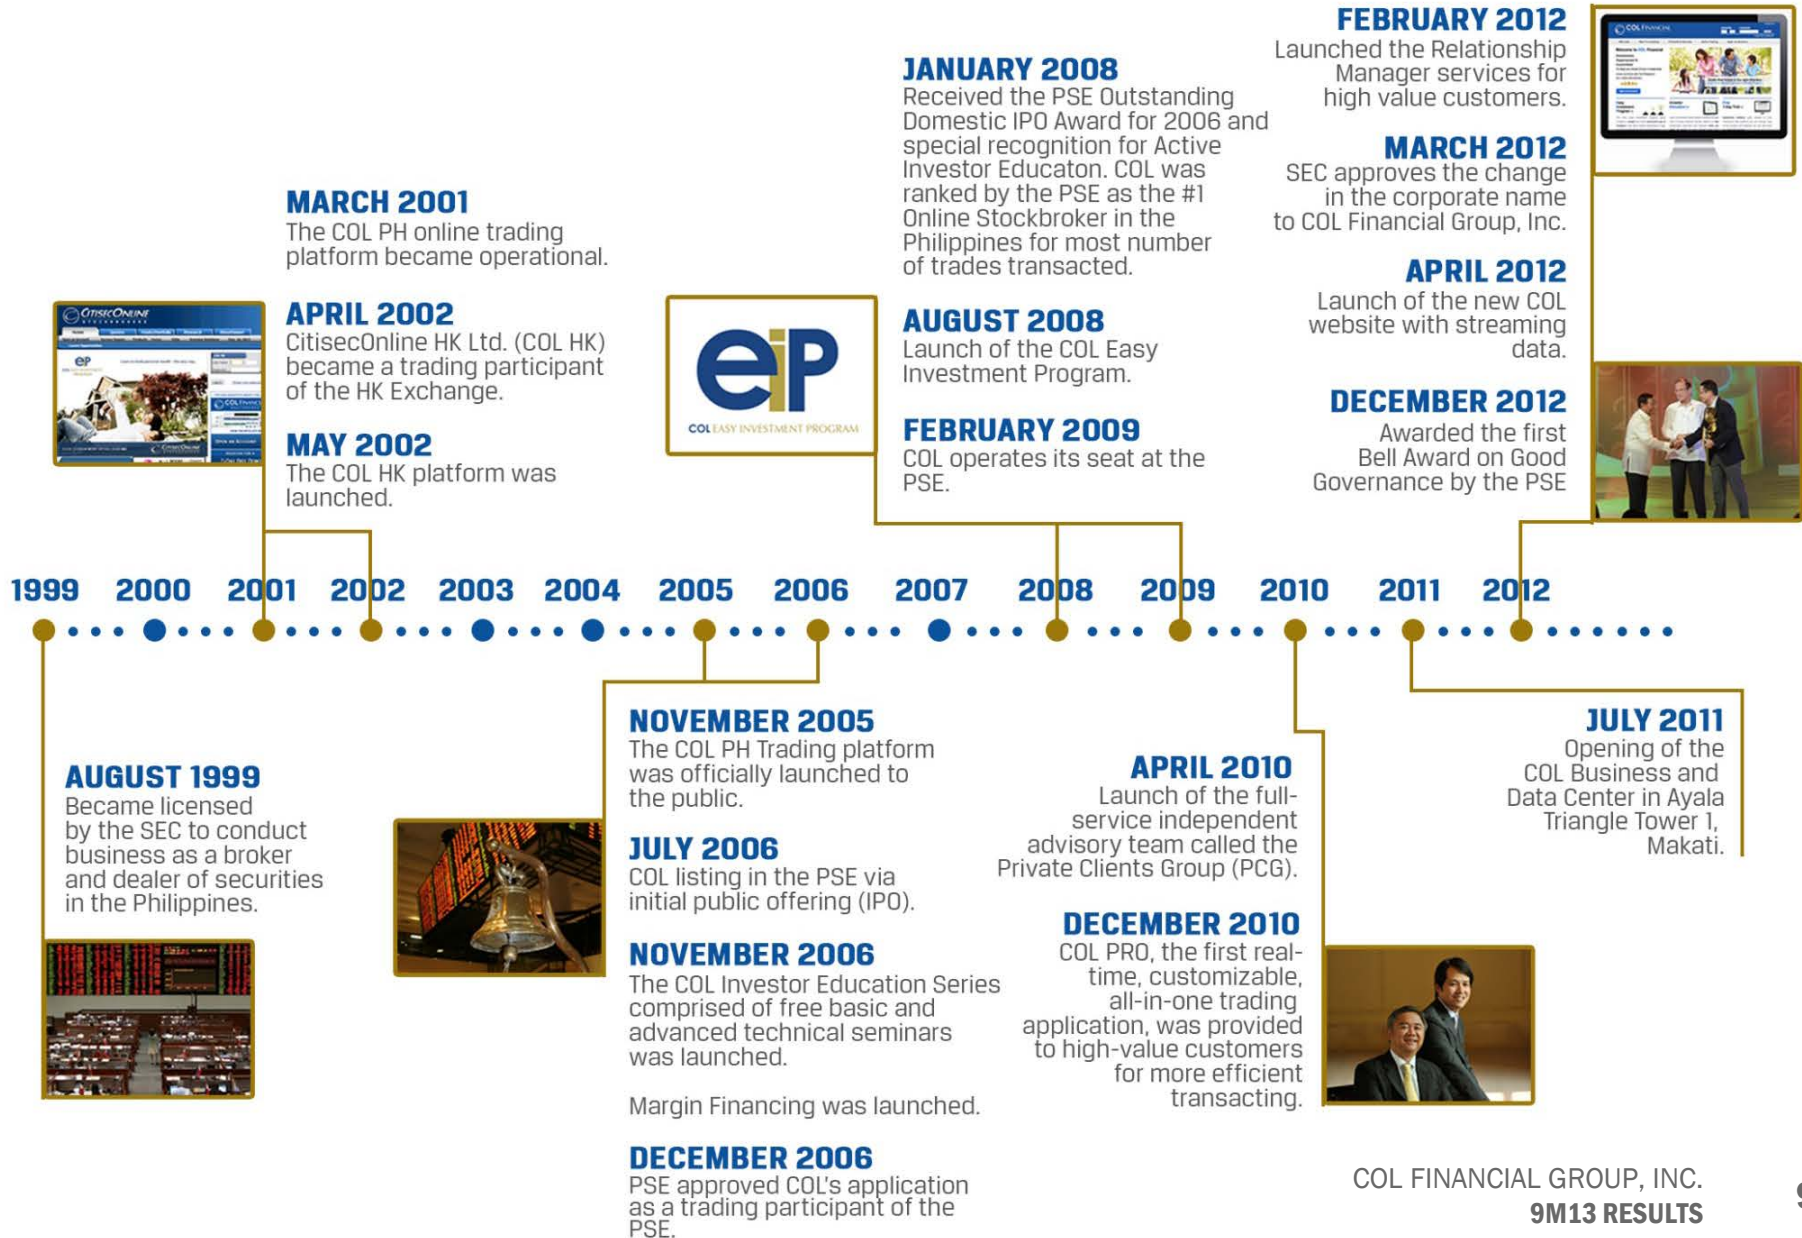 FEBRUARY 2012
Launched the Relationship
Manager services for
high value customers.
MARCH 2012
SEC approves the change
in the corporate name
to COL Financial Group, Inc.
APRIL 2012
Launch of the new COL
website with streaming
data.
DECEMBER 2012
Awarded the first
Bell Award on Good
Governance by the PSE
COL FINANCIAL
JANUARY 2008
Received the PSE Outstanding
Domestic IPO Award for 2006 and
special recognition for Active
Investor Educaton. COL was
ranked by the PSE as the #1
Online Stockbroker in the
Philippines for most number
of trades transacted.
AUGUST 2008
Launch of the COL Easy
Investment Program.
FEBRUARY 2009
COL operates its seat at the
PSE.
MARCH 2001
The COL PH online trading
platform became operational.
APRIL 2002
CitisecOnline HK Ltd. (COL HK)
became a trading participant
of the HK Exchange.
MAY 2002
The COL HK platform was
launched.
CITISECONLINE
eip
eip
COL EASY INVESTMENT PROGRAM
1999 2000 2001 2002 2003 2004 2005 2006 2007 2008 2009 2010 2011 2012
AUGUST 1999
Became licensed
by the SEC to conduct
business as a broker
and dealer of securities
in the Philippines.
NOVEMBER 2005
The COL PH Trading platform
was officially launched to
the public.
JULY 2006
COL listing in the PSE via
initial public offering (IPO).
NOVEMBER 2006
The COL Investor Education Series
comprised of free basic and
advanced technical seminars
was launched.
Margin Financing was launched.
DECEMBER 2006
PSE approved COL's application
as a trading participant of the
PSE.
APRIL 2010
Launch of the full-
service independent
advisory team called the
Private Clients Group (PCG).
DECEMBER 2010
COL PRO, the first real-
time, customizable,
all-in-one trading
application, was provided
to high-value customers
for more efficient
transacting.
JULY 2011
Opening of the
COL Business and
Data Center in Ayala
Triangle Tower 1,
Makati.
COL FINANCIAL GROUP, INC.
9M13 RESULTS